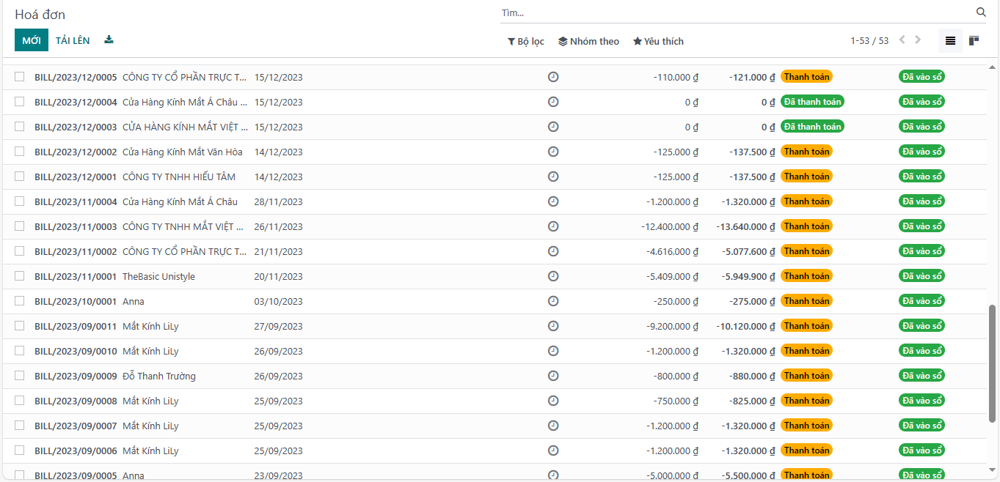 Hoá đơn
Tìm...
MỚI TẢI LÊN
Bộ lọc Nhóm theo Yêu thích
1-53 / 53
BILL/2023/12/0005 CÔNG TY CỔ PHẦN TRỰC T... 15/12/2023 -110.000 ₫ -121.000 ₫ Thanh toán Đã vào sổ
BILL/2023/12/0004 Cửa Hàng Kính Mắt Á Châu ... 15/12/2023 0 ₫ 0 ₫ Đã thanh toán Đã vào sổ
BILL/2023/12/0003 CỬA HÀNG KÍNH MẮT VIỆT ... 15/12/2023 0 ₫ 0 ₫ Đã thanh toán Đã vào sổ
BILL/2023/12/0002 Cửa Hàng Kính Mắt Văn Hòa 14/12/2023 -125.000 ₫ -137.500 ₫ Thanh toán Đã vào sổ
BILL/2023/12/0001 CÔNG TY TNHH HIẾU TÂM 14/12/2023 -125.000 ₫ -137.500 ₫ Thanh toán Đã vào sổ
BILL/2023/11/0004 Cửa Hàng Kính Mắt Á Châu 28/11/2023 -1.200.000 ₫ -1.320.000 ₫ Thanh toán Đã vào sổ
BILL/2023/11/0003 CÔNG TY TNHH MẮT VIỆT ... 26/11/2023 -12.400.000 ₫ -13.640.000 ₫ Thanh toán Đã vào sổ
BILL/2023/11/0002 CÔNG TY CỔ PHẦN TRỰC T... 21/11/2023 -4.616.000 ₫ -5.077.600 ₫ Thanh toán Đã vào sổ
BILL/2023/11/0001 TheBasic Unistyle 20/11/2023 -5.409.000 ₫ -5.949.900 ₫ Thanh toán Đã vào sổ
BILL/2023/10/0001 Anna 03/10/2023 -250.000 ₫ -275.000 ₫ Thanh toán Đã vào sổ
BILL/2023/09/0011 Mắt Kính LiLy 27/09/2023 -9.200.000 ₫ -10.120.000 ₫ Thanh toán Đã vào sổ
BILL/2023/09/0010 Mắt Kính LiLy 26/09/2023 -1.200.000 ₫ -1.320.000 ₫ Thanh toán Đã vào sổ
BILL/2023/09/0009 Đỗ Thanh Trường 26/09/2023 -800.000 ₫ -880.000 ₫ Thanh toán Đã vào sổ
BILL/2023/09/0008 Mắt Kính LiLy 25/09/2023 -750.000 ₫ -825.000 ₫ Thanh toán Đã vào sổ
BILL/2023/09/0007 Mắt Kính LiLy 25/09/2023 -1.200.000 ₫ -1.320.000 ₫ Thanh toán Đã vào sổ
BILL/2023/09/0006 Mắt Kính LiLy 25/09/2023 -1.200.000 ₫ -1.320.000 ₫ Thanh toán Đã vào sổ
BILL/2023/09/0005 Anna 23/09/2023 -5.000.000 ₫ -5.500.000 ₫ Thanh toán Đã vào sổ